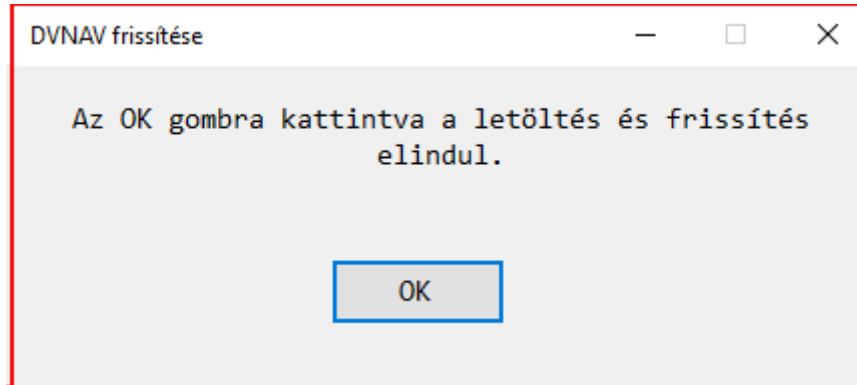 DVNAV frissítése
Az OK gombra kattintva a letöltés és frissítés
elindul.
OK